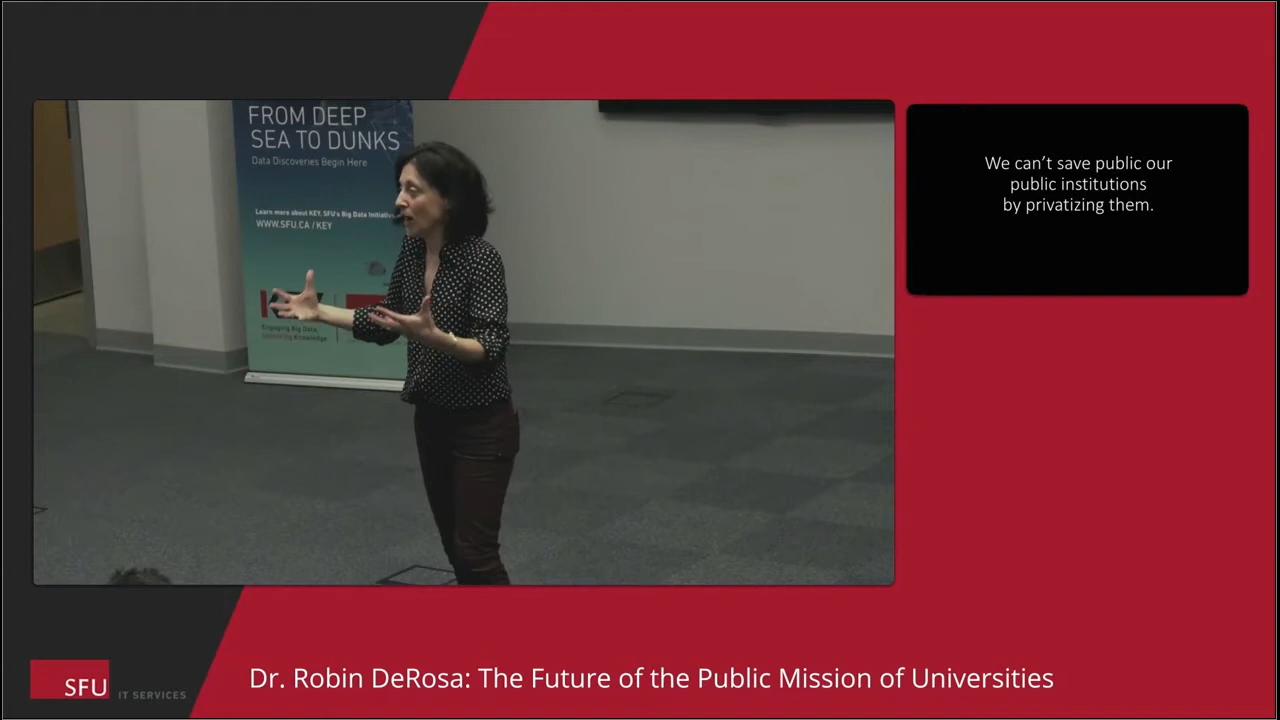 FROM DEEP
SEA TO DUNKS
Data Discoveries Begin Here
Learn more about KEY, SFU's Big Data Initiative
WWW.SFU.CA/KEY
Engaging Big Data,
Knowledge
We can't save public our
public institutions
by privatizing them.
SFU
IT SERVICES
Dr. Robin DeRosa: The Future of the Public Mission of Universities